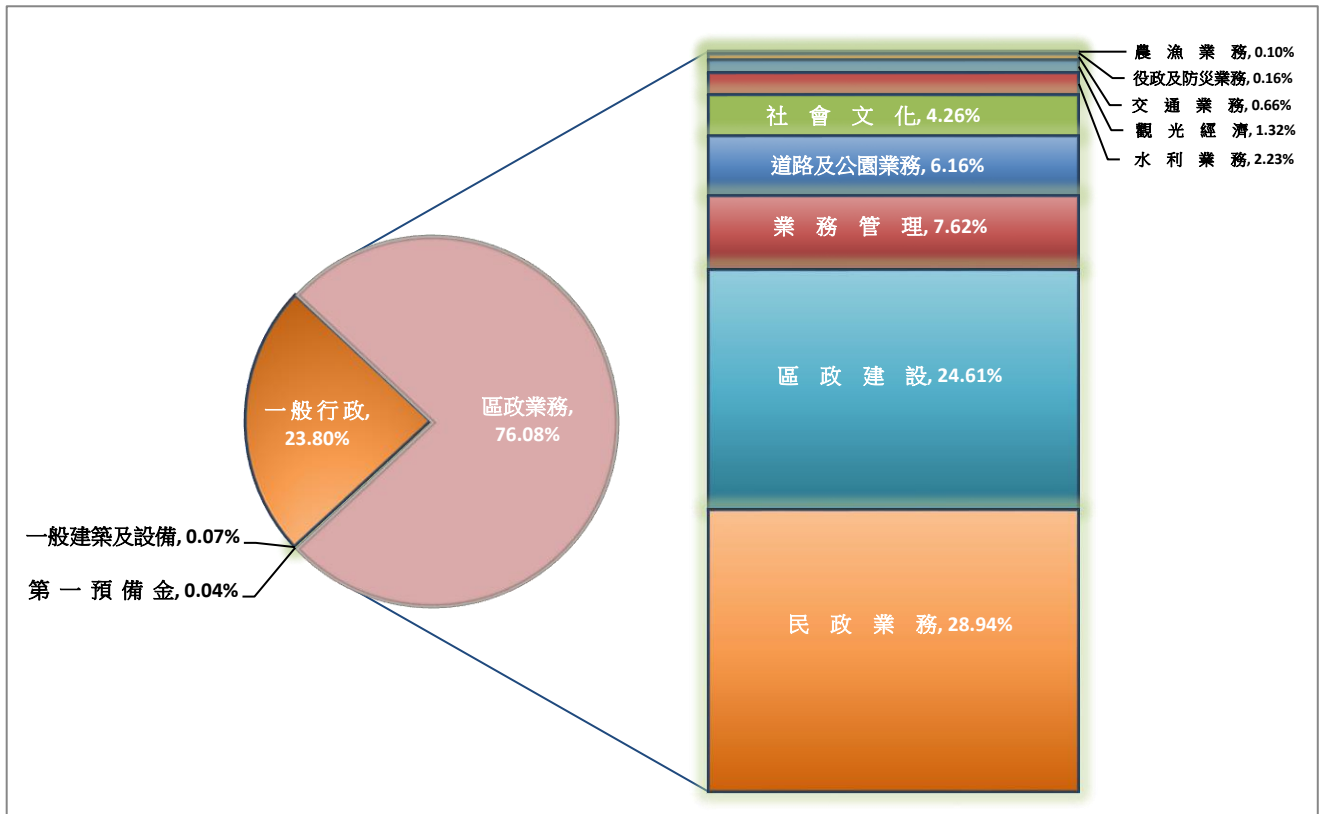 農漁業務, 0.10%
役政及防災業務, 0.16%
交通業務, 0.66%
觀光經濟, 1.32%
水利業務, 2.23%
社會文化, 4.26%
道路及公園業務, 6.16%
業務管理, 7.62%
區政建設, 24.61%
民政業務, 28.94%
區政業務,
76.08%
一般行政,
23.80%
一般建築及設備, 0.07%
第一預備金, 0.04%